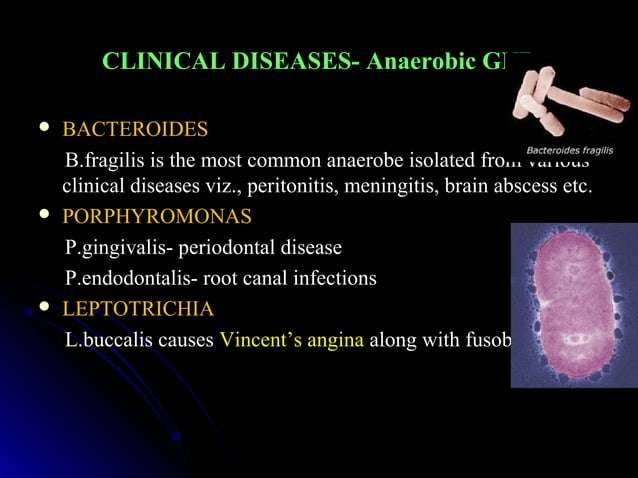 CLINICAL DISEASES- Anaerobic
Bacteroides fragilis
BACTEROIDES
B.fragilis is the most common anaerobe isolated from various
clinical diseases viz., peritonitis, meningitis, brain abscess etc.
PORPHYROMONAS
P.gingivalis- periodontal disease
P.endodontalis- root canal infections
LEPTOTRICHIA
L.buccalis causes Vincent’s angina along with